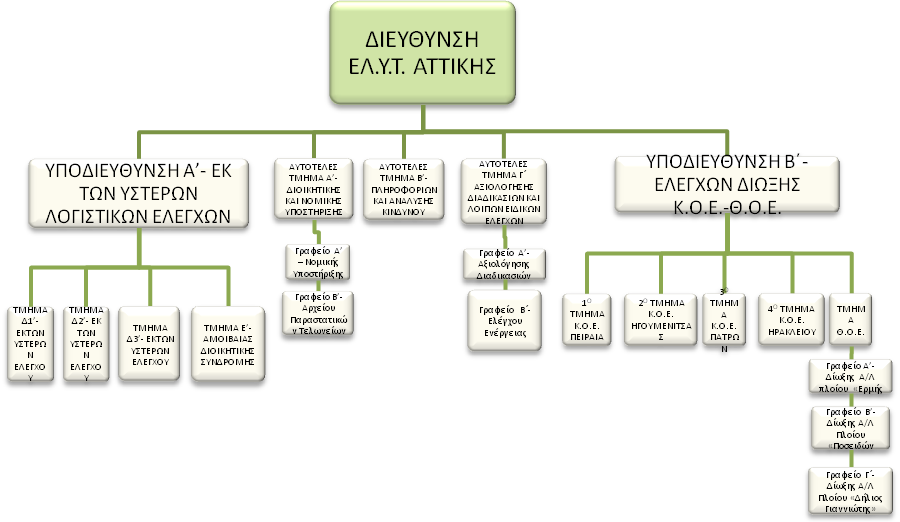 ΔΙΕΥΘΥΝΣΗ
ΕΛ.Υ.Τ. ΑΤΤΙΚΗΣ
ΥΠΟΔΙΕΥΘΥΝΣΗ Α’- ΕΚ
ΤΩΝ ΥΣΤΕΡΩΝ
ΛΟΓΙΣΤΙΚΩΝ ΕΛΕΓΧΩΝ
ΑΥΤΟΤΕΛΕΣ
ΤΜΗΜΑ Α’-
ΔΙΟΙΚΗΤΙΚΗΣ
ΚΑΙ ΝΟΜΙΚΗΣ
ΥΠΟΣΤΗΡΙΞΗΣ
ΑΥΤΟΤΕΛΕΣ
ΤΜΗΜΑ Β’-
ΠΛΗΡΟΦΟΡΙΩΝ
ΚΑΙ ΑΝΑΛΥΣΗΣ
ΚΙΝΔΥΝΟΥ
ΑΥΤΟΤΕΛΕΣ
ΤΜΗΜΑ Γ΄
ΑΞΙΟΛΟΓΗΣΗΣ
ΔΙΑΔΙΚΑΣΙΩΝ ΚΑΙ
ΛΟΙΠΩΝ ΕΙΔΙΚΩΝ
ΕΛΕΓΧΩΝ
ΥΠΟΔΙΕΥΘΥΝΣΗ Β΄-
ΕΛΕΓΧΩΝ ΔΙΩΞΗΣ
Κ.Ο.Ε.-Θ.Ο.Ε.
Γραφείο Α’
– Νομικής
Υποστήριξης
Γραφείο Β’-
Αρχείου
Παραστατικώ
ν Τελωνείων
Γραφείο Α’-
Αξιολόγησης
Διαδικασιών
Γραφείο Β΄-
Ελέγχου
Ενέργειας
ΤΜΗΜΑ
Δ1’-
ΕΚΤΩΝ
ΥΣΤΕΡΩ
Ν
ΕΛΕΓΧΟ
Υ
ΤΜΗΜΑ
Δ2’- ΕΚ
ΤΩΝ
ΥΣΤΕΡΩ
Ν
ΕΛΕΓΧΟ
Υ
ΤΜΗΜΑ
Δ3’- ΕΚΤΩΝ
ΥΣΤΕΡΩΝ
ΕΛΕΓΧΟΥ
ΤΜΗΜΑ Ε’-
ΑΜΟΙΒΑΙΑΣ
ΔΙΟΙΚΗΤΙΚΗΣ
ΣΥΝΔΡΟΜΗΣ
1Ο
ΤΜΗΜΑ
Κ.Ο.Ε.
ΠΕΙΡΑΙΑ
2Ο ΤΜΗΜΑ
Κ.Ο.Ε.
ΗΓΟΥΜΕΝΙΤΣΑ
Σ
3Ο
ΤΜΗΜ
Α
Κ.Ο.Ε.
ΠΑΤΡΩ
Ν
4Ο ΤΜΗΜΑ
Κ.Ο.Ε.
ΗΡΑΚΛΕΙΟΥ
ΤΜΗΜ
Α
Θ.Ο.Ε.
Γραφείο Α’-
Δίωξης Α/Λ
πλοίου «Ερμής
Γραφείο Β’-
Δίωξης Α/Λ
Πλοίου
«Ποσειδών
Γραφείο Γ΄-
Δίωξης Α/Λ
Πλοίου «Δήλιος
Γιαννιώτης»